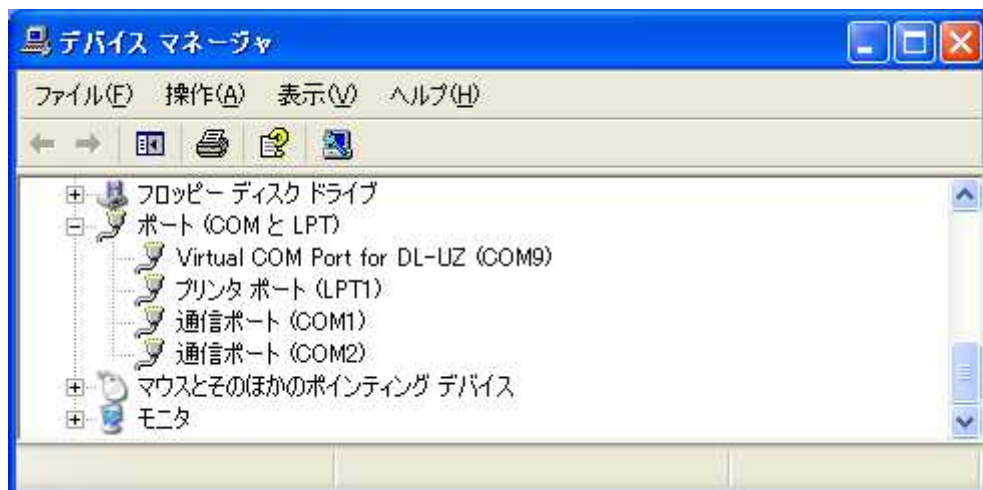 デバイス マネージャ
ファイル(F) 操作(A) 表示(V) ヘルプ(H)
フロッピー ディスク ドライブ
ポート (COM と LPT)
Virtual COM Port for DL-UZ (COM9)
プリンタ ポート (LPT1)
通信ポート (COM1)
通信ポート (COM2)
マウスとそのほかのポインティング デバイス
モニタ